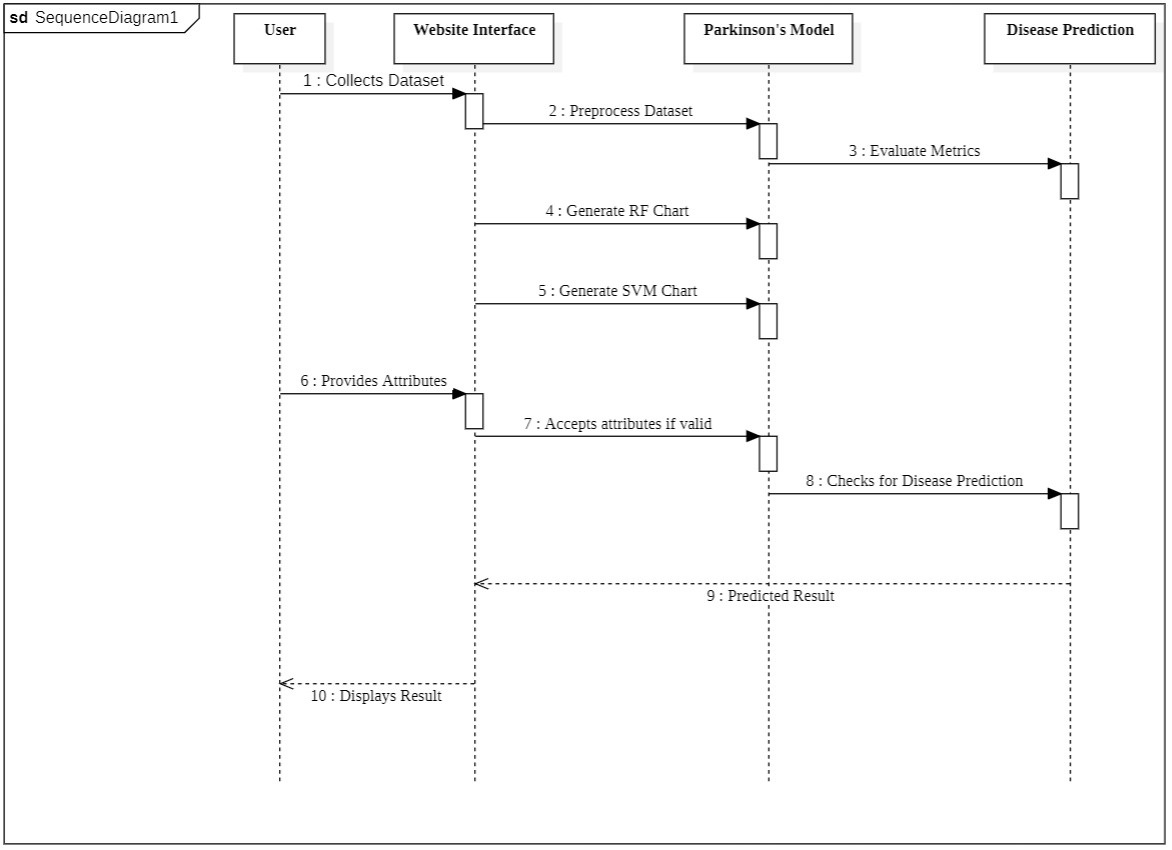 sd SequenceDiagram1
User
Website Interface
Parkinson's Model
Disease Prediction
1 : Collects Dataset
2 : Preprocess Dataset
3 : Evaluate Metrics
4 : Generate RF Chart
5 : Generate SVM Chart
6 : Provides Attributes
7 : Accepts attributes if valid
8 : Checks for Disease Prediction
9 : Predicted Result
10 : Displays Result